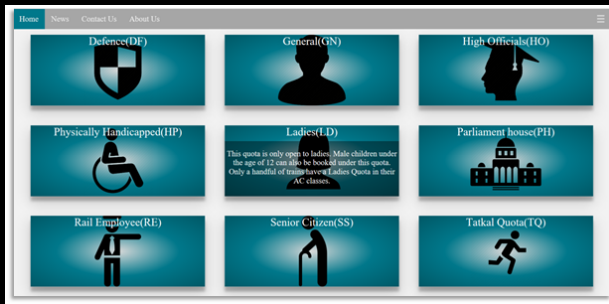 Home News Contact Us About Us
Defence(DF) General(GN) High Officials(HO)
Physically Handicapped(HP) Ladies(LD) Parliament house(PH)
This quota is only open to ladies, Male children under
the age of 12 can also be booked under this quota.
Only a handful of trains have a Ladies Quota in their
AC classes.
Rail Employee(RE) Senior Citizen(SS) Tatkal Quota(TQ)